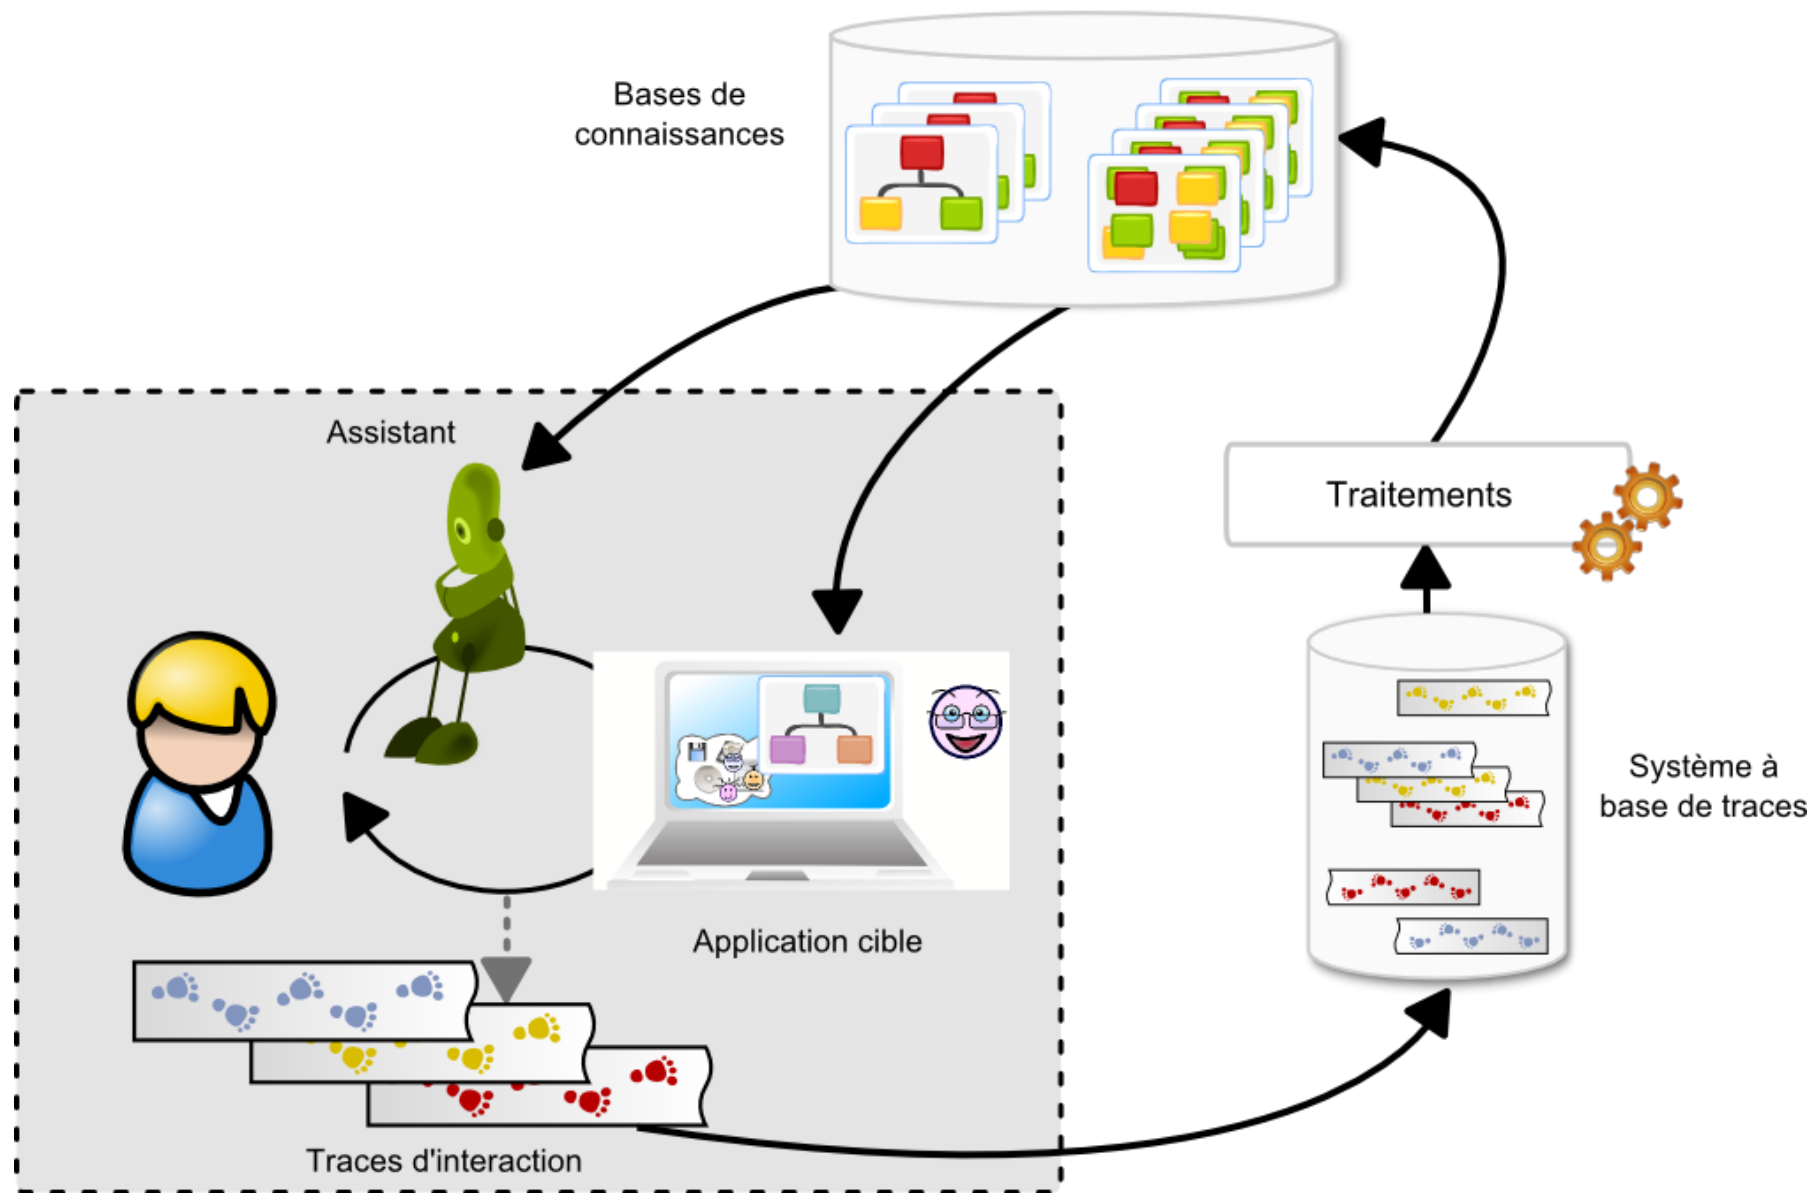 Bases de
connaissances
Assistant
Traitements
Système à
base de traces
Application cible
Traces d'interaction